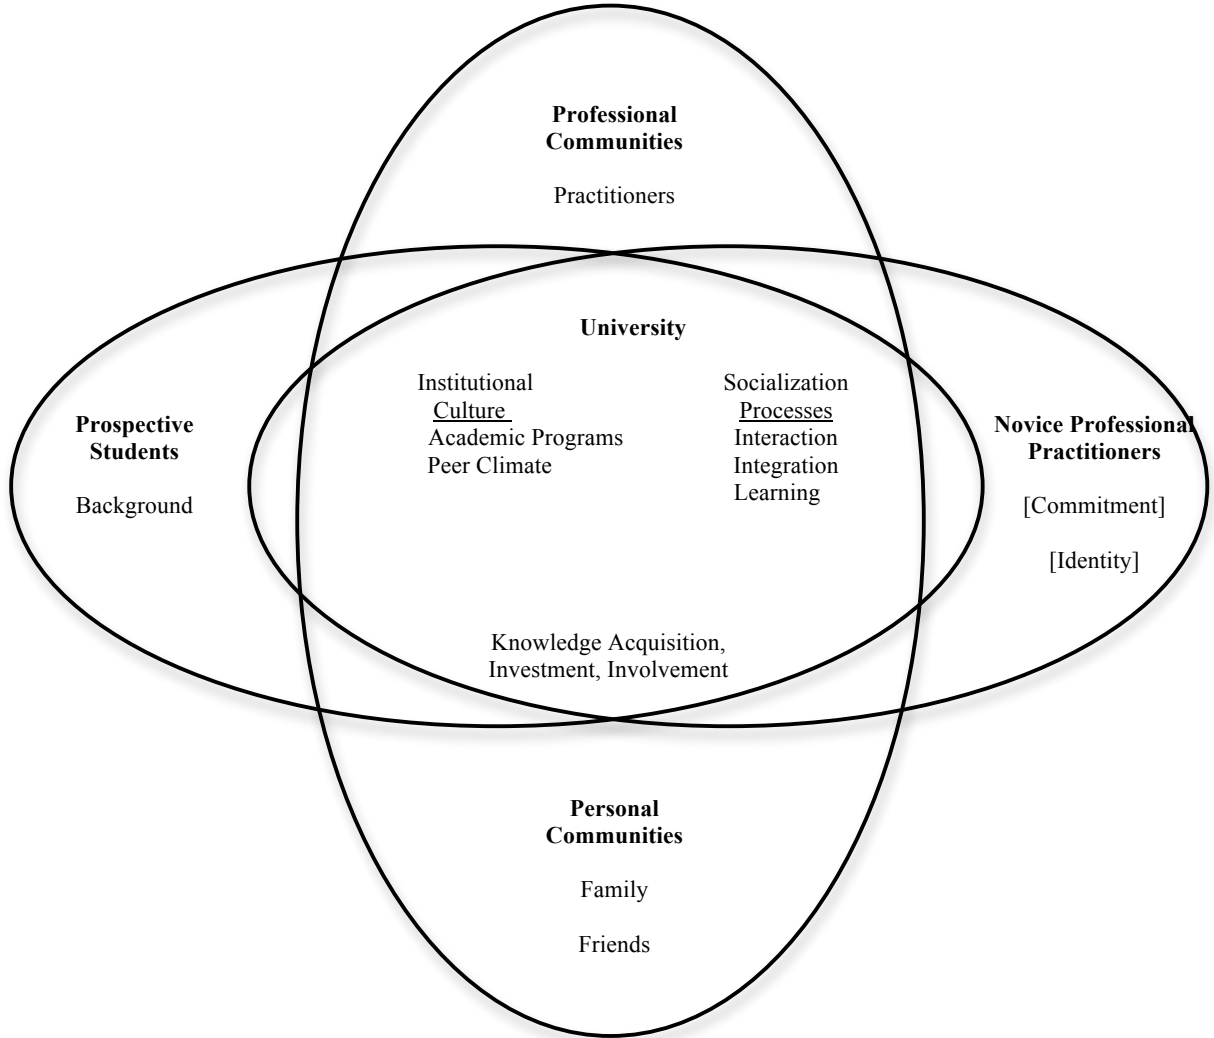 Professional
Communities
Practitioners
University
Institutional
Culture
Academic Programs
Peer Climate
Socialization
Processes
Interaction
Integration
Learning
Prospective
Students
Background
Novice Professional
Practitioners
[Commitment]
[Identity]
Knowledge Acquisition,
Investment, Involvement
Personal
Communities
Family
Friends